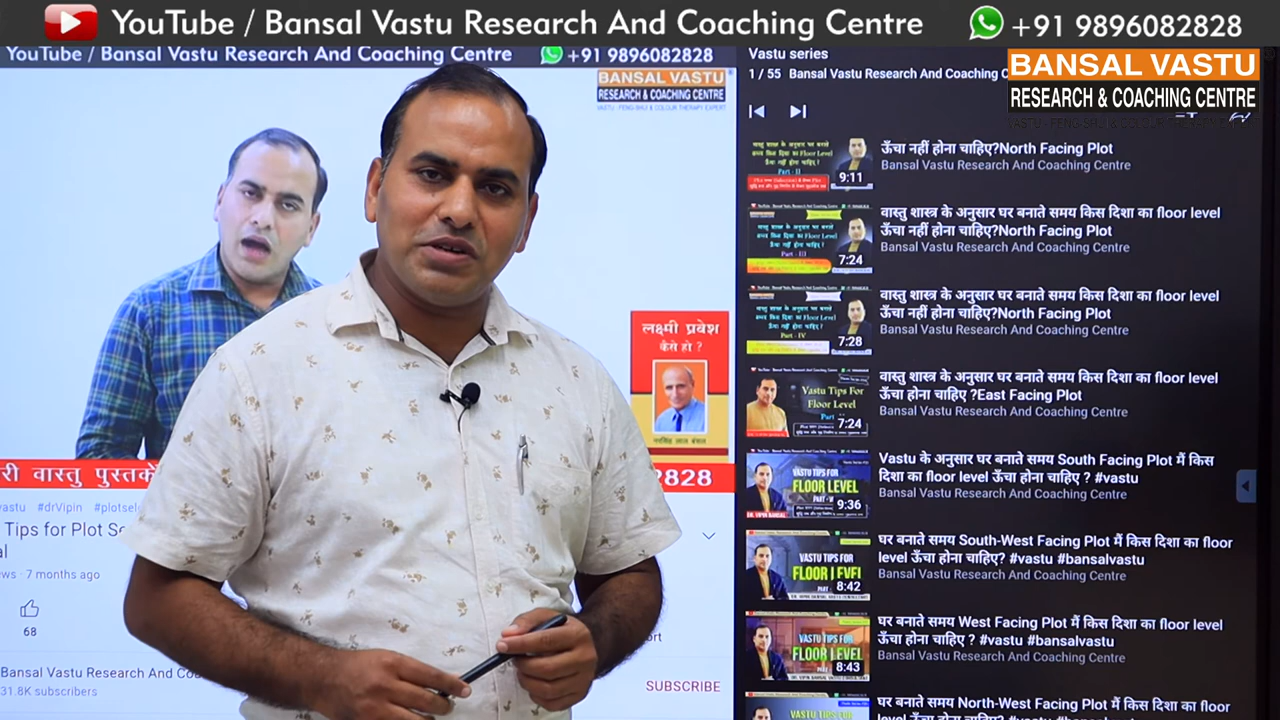 YouTube / Bansal Vastu Research And Coaching Centre +91 9896082828
YouTube / Bansal Vastu Research And Coaching Centre +91 9896082828
BANSAL VASTU
RESEARCH & COACHING CENTRE
लक्ष्मी प्रवेश
कैसे हो ?
री वास्तु पुस्तकें
2828
#drVipin
Tips for Plot
7 months ago
68
Bansal Vastu Research And
31.8K subscribers
SUBSCRIBE
Vastu series
1 / 55 Bansal Vastu Research And Coaching
BANSAL VASTU
RESEARCH & COACHING CENTRE
Part - II
9:11
ऊँचा नहीं होना चाहिए?North Facing Plot
Bansal Vastu Research And Coaching Centre
Part - III
7:24
वास्तु शास्त्र के अनुसार घर बनाते समय किस दिशा का floor level
ऊँचा नहीं होना चाहिए?North Facing Plot
Bansal Vastu Research And Coaching Centre
Part - IV
7:28
वास्तु शास्त्र के अनुसार घर बनाते समय किस दिशा का floor level
ऊँचा नहीं होना चाहिए?North Facing Plot
Bansal Vastu Research And Coaching Centre
Vastu Tips For
Floor Level
7:24
वास्तु शास्त्र के अनुसार घर बनाते समय किस दिशा का floor level
ऊँचा होना चाहिए ?East Facing Plot
Bansal Vastu Research And Coaching Centre
VASTU TIPS FOR
FLOOR LEVEL
9:36
Vastu के अनुसार घर बनाते समय South Facing Plot मैं किस
दिशा का floor level ऊँचा होना चाहिए ? #vastu
Bansal Vastu Research And Coaching Centre
VASTU TIPS FOR
FLOOR LEVEL
8:42
घर बनाते समय South-West Facing Plot मैं किस दिशा का floor
level ऊँचा होना चाहिए? #vastu #bansalvastu
Bansal Vastu Research And Coaching Centre
VASTU TIPS FOR
FLOOR LEVEL
8:43
घर बनाते समय West Facing Plot मैं किस दिशा का floor level
ऊँचा होना चाहिए ? #vastu #bansalvastu
Bansal Vastu Research And Coaching Centre
VASTU TIPS FOR
घर बनाते समय North-West Facing Plot मैं किस दिशा का floor